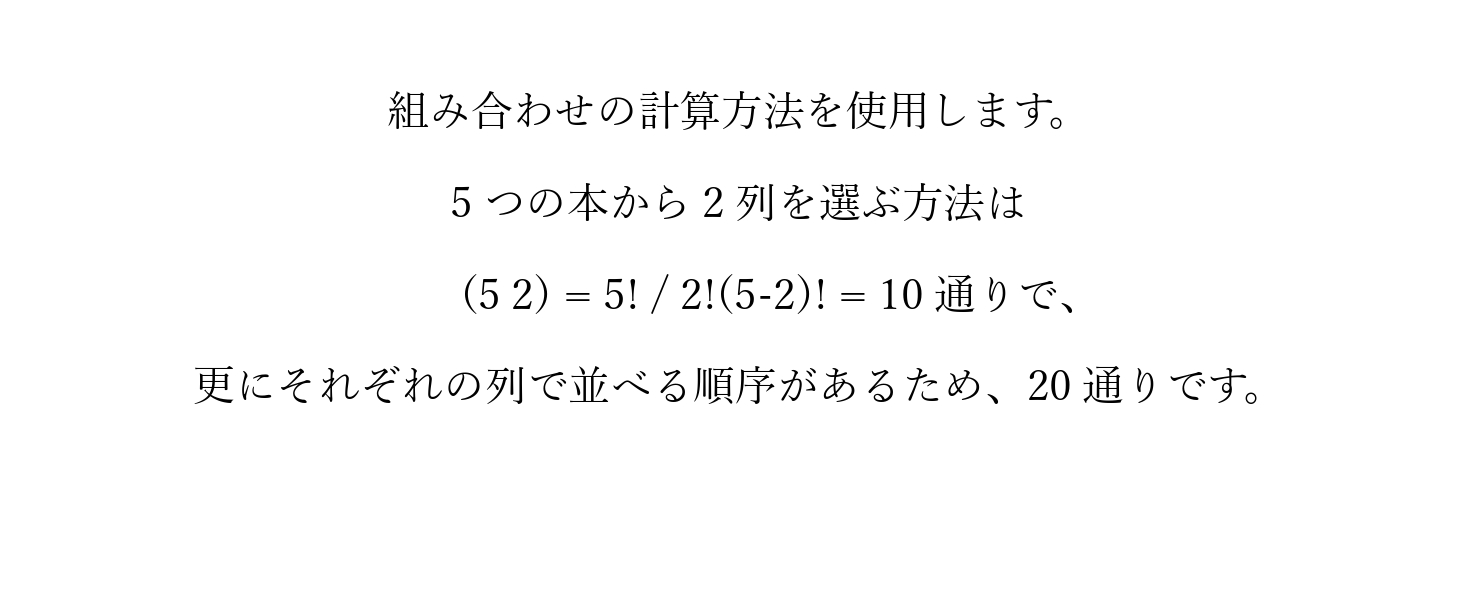 組み合わせの計算方法を使用します。
5 つの本から 2 列を選ぶ方法は
(5 2) = 5! / 2!(5-2)! = 10 通りで、
更にそれぞれの列で並べる順序があるため、20 通りです。